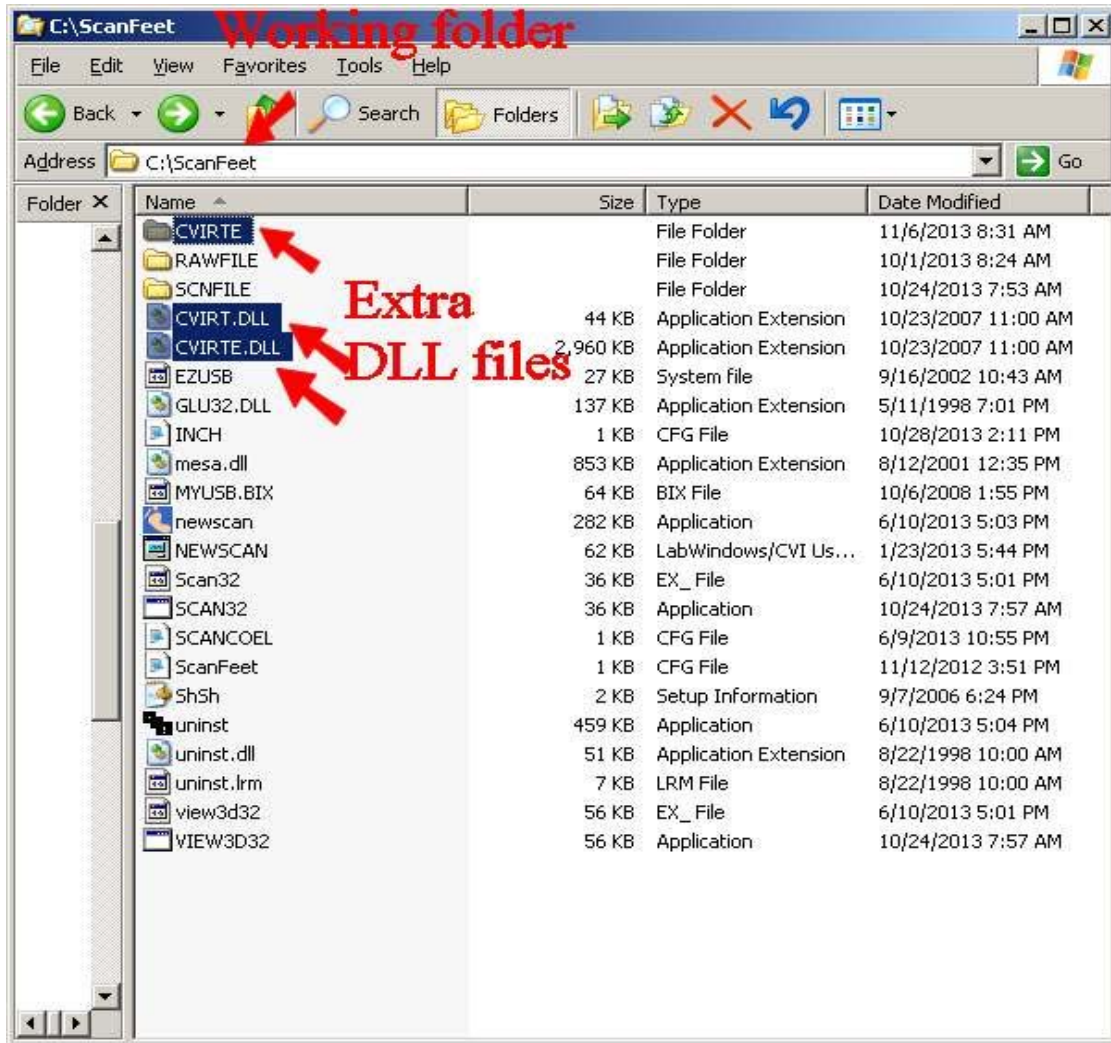 C:\ScanFeet
Working folder
File Edit View Favorites Tools Help
Back Search Folders
Address C:\ScanFeet Go
Folder X Name Size Type Date Modified
CVIRTE File Folder 11/6/2013 8:31 AM
RAWFILE File Folder 10/1/2013 8:24 AM
SCNFILE File Folder 10/24/2013 7:53 AM
Extra
CVIRT.DLL 44 KB Application Extension 10/23/2007 11:00 AM
DLL files
CVIRTE.DLL 2,960 KB Application Extension 10/23/2007 11:00 AM
EZUSB 27 KB System file 9/16/2002 10:43 AM
GLU32.DLL 137 KB Application Extension 5/11/1998 7:01 PM
INCH 1 KB CFG File 10/28/2013 2:11 PM
mesa.dll 853 KB Application Extension 8/12/2001 12:35 PM
MYUSB.BIX 64 KB BIX File 10/6/2008 1:55 PM
newscan 282 KB Application 6/10/2013 5:03 PM
NEWSCAN 62 KB LabWindows/CVI Us... 1/23/2013 5:44 PM
Scan32 36 KB EX_ File 6/10/2013 5:01 PM
SCAN32 36 KB Application 10/24/2013 7:57 AM
SCANCOEL 1 KB CFG File 6/9/2013 10:55 PM
ScanFeet 1 KB CFG File 11/12/2012 3:51 PM
ShSh 2 KB Setup Information 9/7/2006 6:24 PM
uninst 459 KB Application 6/10/2013 5:04 PM
uninst.dll 51 KB Application Extension 8/22/1998 10:00 AM
uninst.lrm 7 KB LRM File 8/22/1998 10:00 AM
view3d32 56 KB EX_ File 6/10/2013 5:01 PM
VIEW3D32 56 KB Application 10/24/2013 7:57 AM